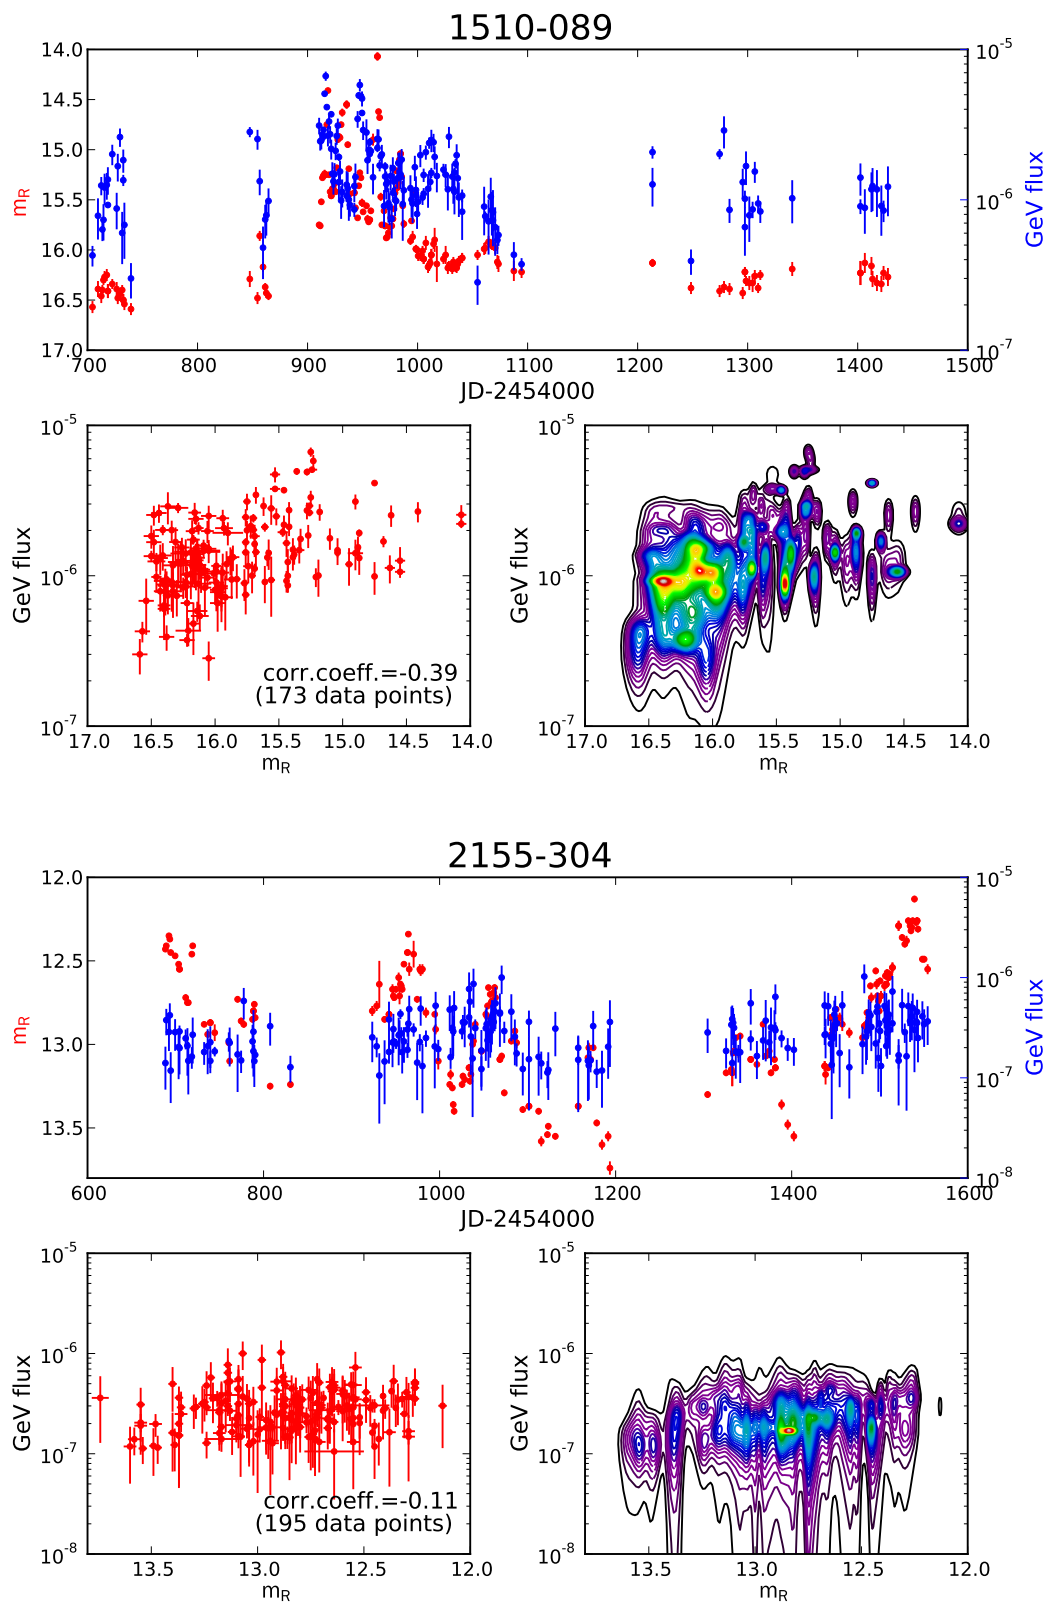 1510-089
14.0
14.5
15.0
15.5
16.0
16.5
17.0
m_R
10^-5
10^-6
10^-7
GeV flux
700 800 900 1000 1100 1200 1300 1400 1500
JD-2454000
10^-5
10^-6
10^-7
GeV flux
corr.coeff.=-0.39
(173 data points)
17.0 16.5 16.0 15.5 15.0 14.5 14.0
m_R
10^-5
10^-6
10^-7
GeV flux
17.0 16.5 16.0 15.5 15.0 14.5 14.0
m_R
2155-304
12.0
12.5
13.0
13.5
m_R
10^-5
10^-6
10^-7
10^-8
GeV flux
600 800 1000 1200 1400 1600
JD-2454000
10^-5
10^-6
10^-7
10^-8
GeV flux
corr.coeff.=-0.11
(195 data points)
13.5 13.0 12.5 12.0
m_R
10^-5
10^-6
10^-7
10^-8
GeV flux
13.5 13.0 12.5 12.0
m_R